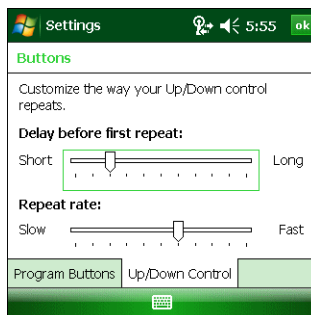 Settings 5:55 ok
Buttons
Customize the way your Up/Down control
repeats.
Delay before first repeat:
Short Long
Repeat rate:
Slow Fast
Program Buttons Up/Down Control